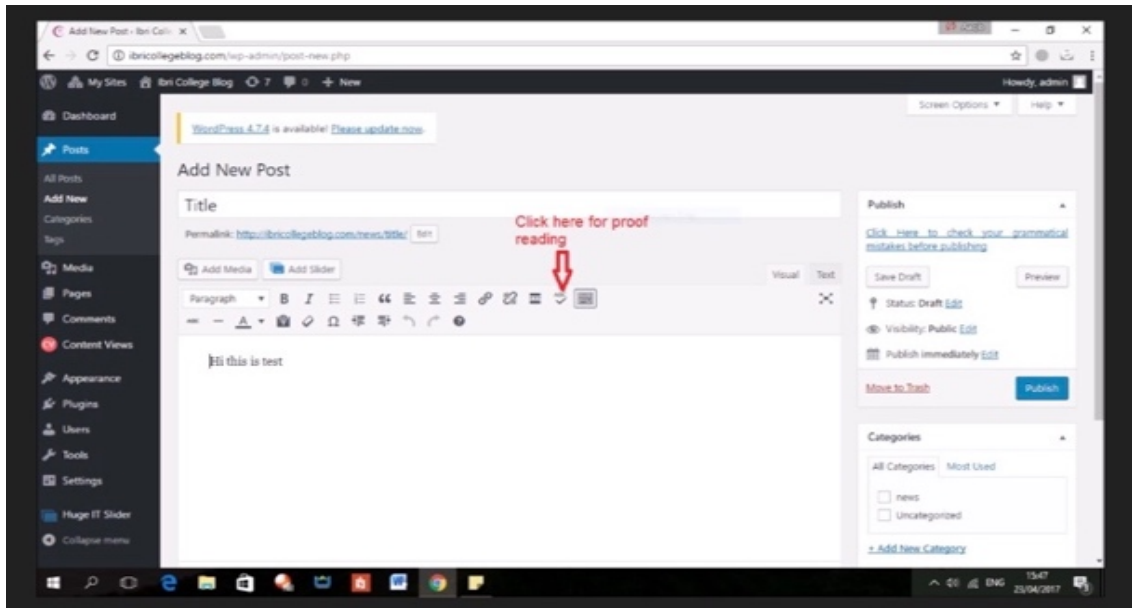 Add New Post ‹ Ibri Colle
ibricollegeblog.com/wp-admin/post-new.php
My Sites Ibri College Blog 7 0 + New Howdy, admin
Screen Options Help
Dashboard
WordPress 4.7.4 is available! Please update now.
Posts
All Posts
Add New
Categories
Tags
Media
Pages
Comments
Content Views
Appearance
Plugins
Users
Tools
Settings
Huge IT Slider
Collapse menu
Add New Post
Title
Permalink: http://ibricollegeblog.com/news/title/ Edit
Click here for proof
reading
Add Media Add Slider Visual Text
Paragraph B I
A Ω
Hi this is test
Publish
Click Here to check your grammatical
mistakes before publishing
Save Draft Preview
Status: Draft Edit
Visibility: Public Edit
Publish immediately Edit
Move to Trash Publish
Categories
All Categories Most Used
news
Uncategorized
+ Add New Category
ENG 15:47
23/04/2017